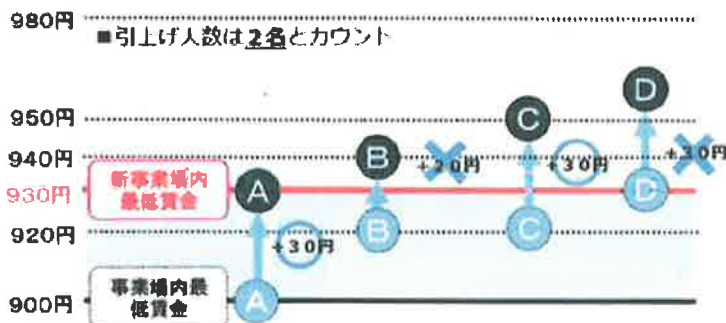 980円
■引上げ人数は2名とカウント
950円
940円
930円
920円
900円
新事業場内
最低賃金
事業場内最
低賃金
A
A
+30円
B
B
+20円
C
C
+30円
D
D
+30円